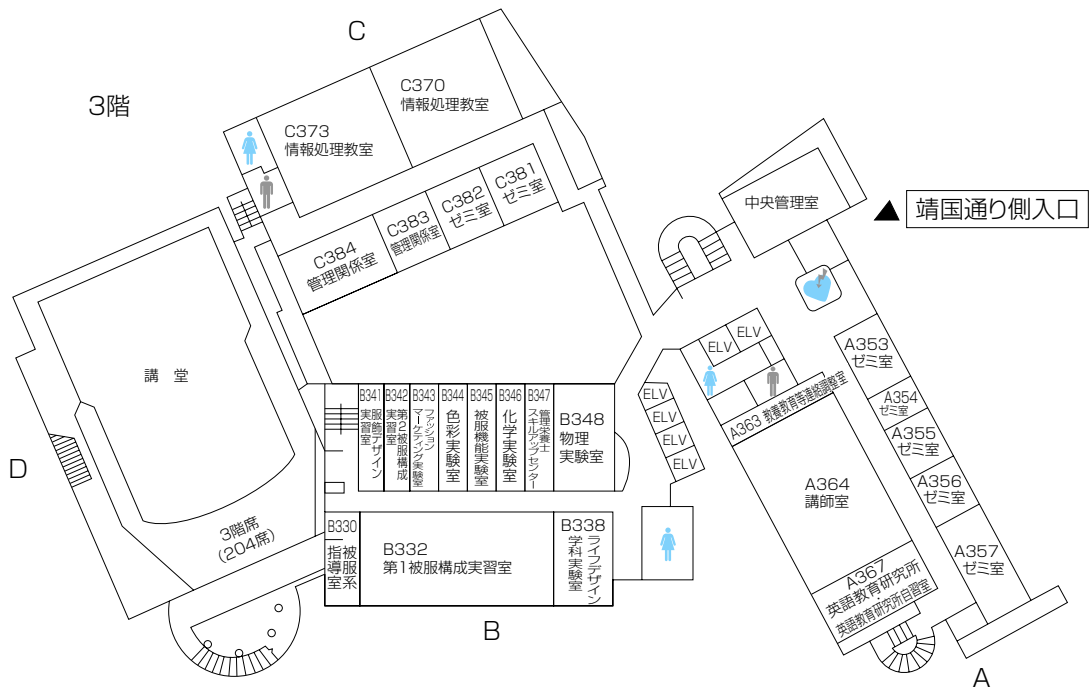 C
3階
C370
情報処理教室
C373
情報処理教室
C381
ゼミ室
C382
ゼミ室
C383
管理関係室
C384
管理関係室
中央管理室
▲ 靖国通り側入口
ELV
ELV
A353
ゼミ室
A354
ゼミ室
A355
ゼミ室
A356
ゼミ室
A357
ゼミ室
A363 教養教育等連絡調整室
A364
講師室
A367
英語教育研究所
・
英語教育研究所自習室
ELV
ELV
ELV
ELV
講 堂
3階席
(204席)
D
B341
服飾デザイン
実習室
B342
第2被服構成
実習室
B343
ファッション
マーケティング実験室
B344
色彩実験室
B345
被服機能実験室
B346
化学実験室
B347
管理栄養士
スキルアップセンター
B348
物理
実験室
B330
被服系
指導室
B332
第1被服構成実習室
B338
ライフデザイン
学科実験室
B
A